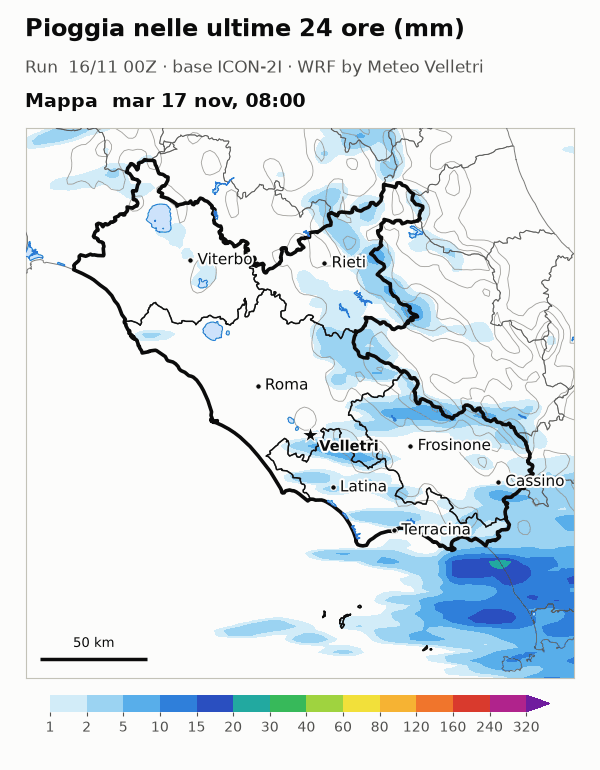 Pioggia nelle ultime 24 ore (mm)
Run  16/11 00Z · base ICON-2I · WRF by Meteo Velletri
Mappa  mar 17 nov, 08:00
Viterbo
Rieti
Roma
Velletri
Frosinone
Latina
Cassino
Terracina
50 km
1 2 5 10 15 20 30 40 60 80 120 160 240 320